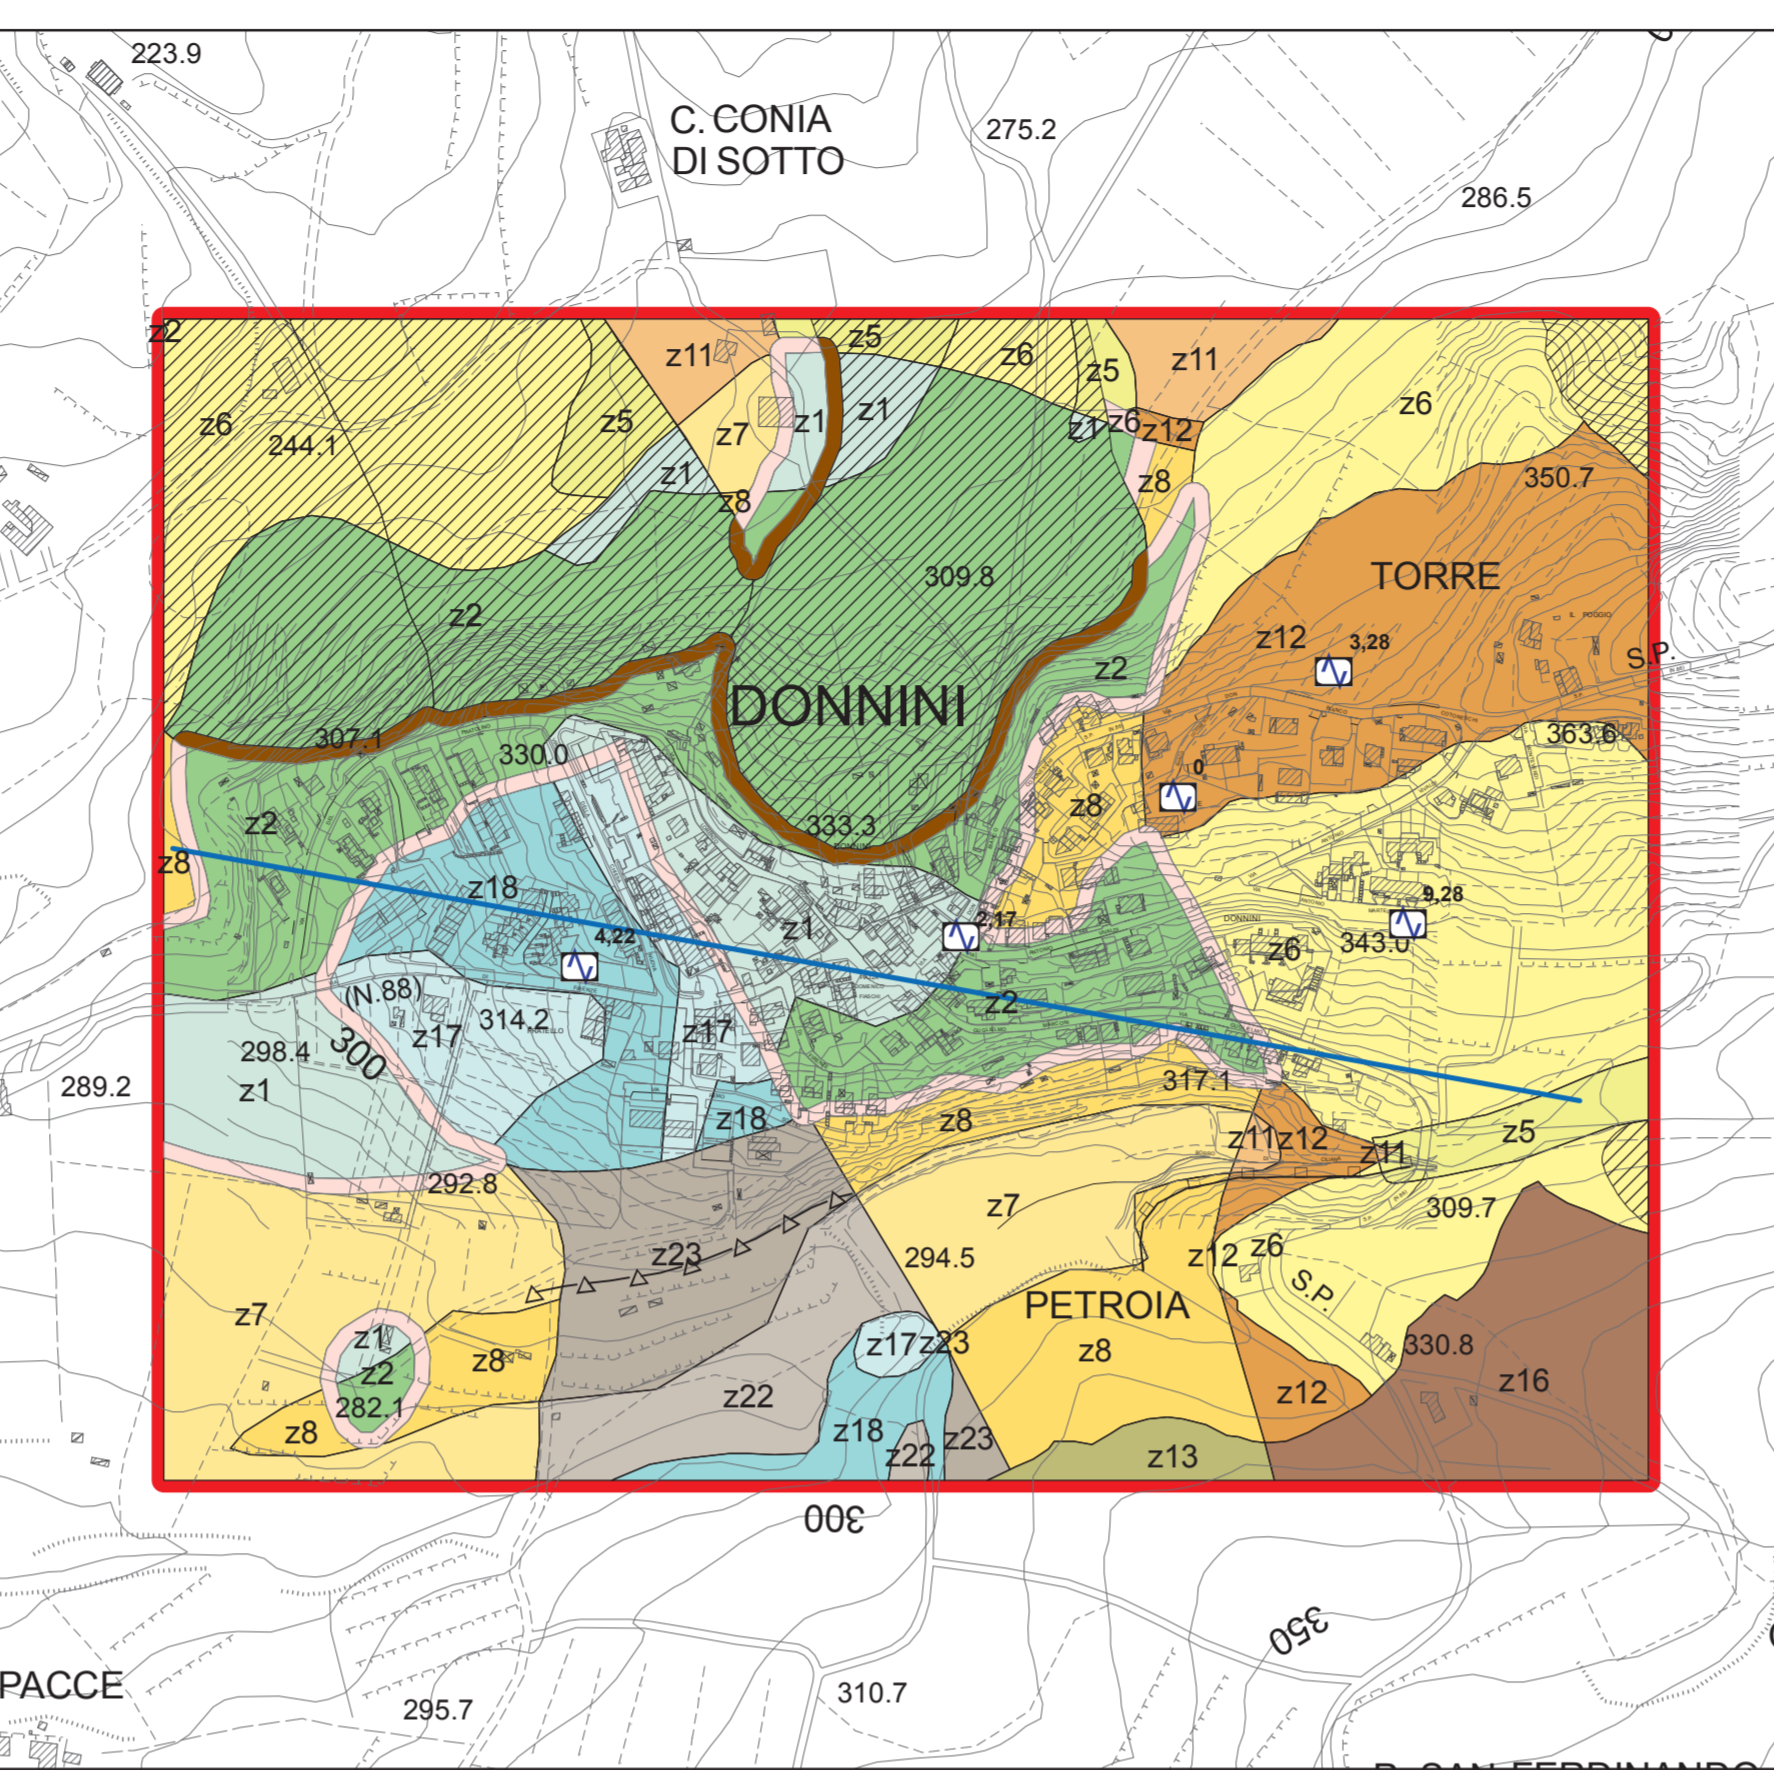 223.9
C. CONIA
DI SOTTO
275.2
286.5
z2
z11
z5
z6
z5
z11
z6
z5
z7
z1
z1
z1
z6
z12
z6
244.1
z1
z8
z8
350.7
z2
309.8
TORRE
z12
3,28
IL POGGIO
S.P.
z2
DONNINI
307.1
330.0
363.6
0
z2
z8
333.3
DONNINI
z8
z18
z1
2,17
9,28
DONNINI
4,22
z6
343.0
(N.88)
z17
314.2
z17
z2
298.4
300
289.2
z1
317.1
z18
z8
z11
z12
z11
z5
292.8
z7
309.7
z23
294.5
z12
z6
S.P.
z7
PETROIA
z1
z2
z8
z17
z23
z8
330.8
z16
282.1
z22
z12
z8
z18
z22
z23
z13
300
350
PACCE
295.7
310.7